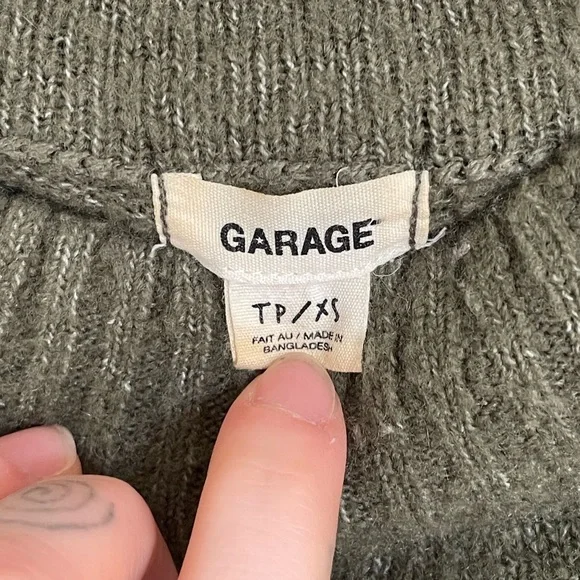 GARAGE
TP/XS
FAIT AU / MADE IN
BANGLADESH